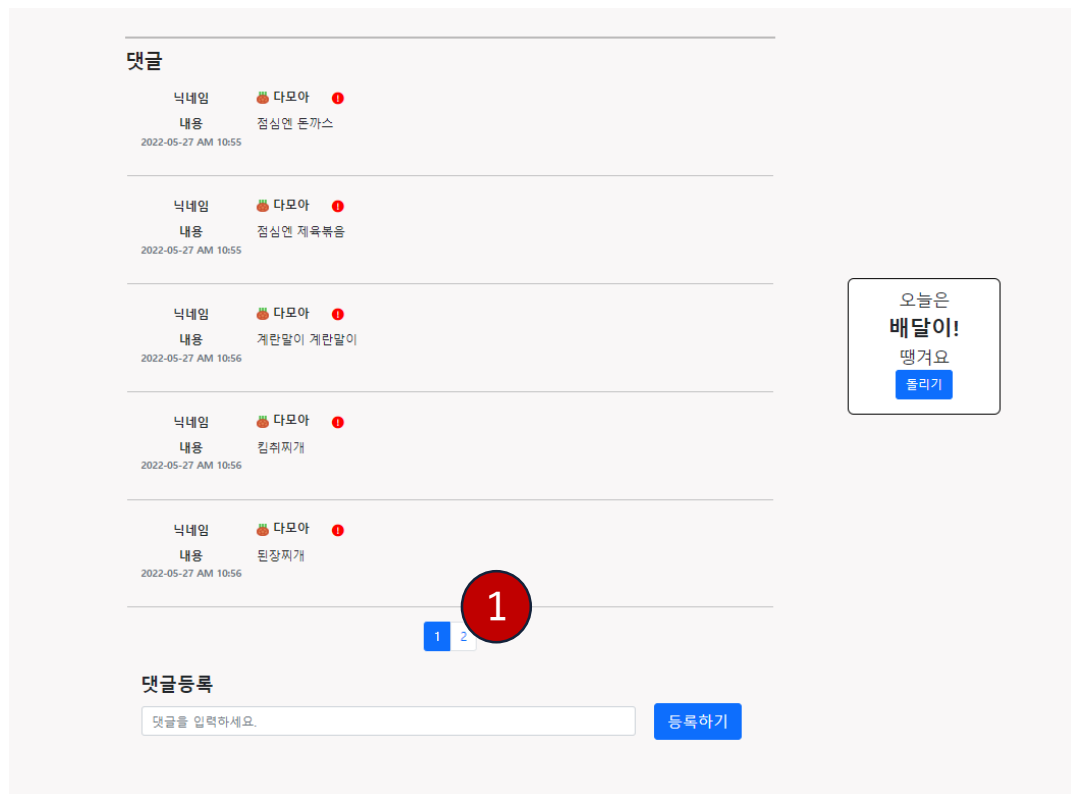 댓글
닉네임 다모아
내용 점심엔 돈까스
2022-05-27 AM 10:55
닉네임 다모아
내용 점심엔 제육볶음
2022-05-27 AM 10:55
닉네임 다모아
내용 계란말이 계란말이
2022-05-27 AM 10:56
닉네임 다모아
내용 킴취찌개
2022-05-27 AM 10:56
닉네임 다모아
내용 된장찌개
2022-05-27 AM 10:56
1
1 2
댓글등록
댓글을 입력하세요. 등록하기
오늘은
배달이!
땡겨요
돌리기